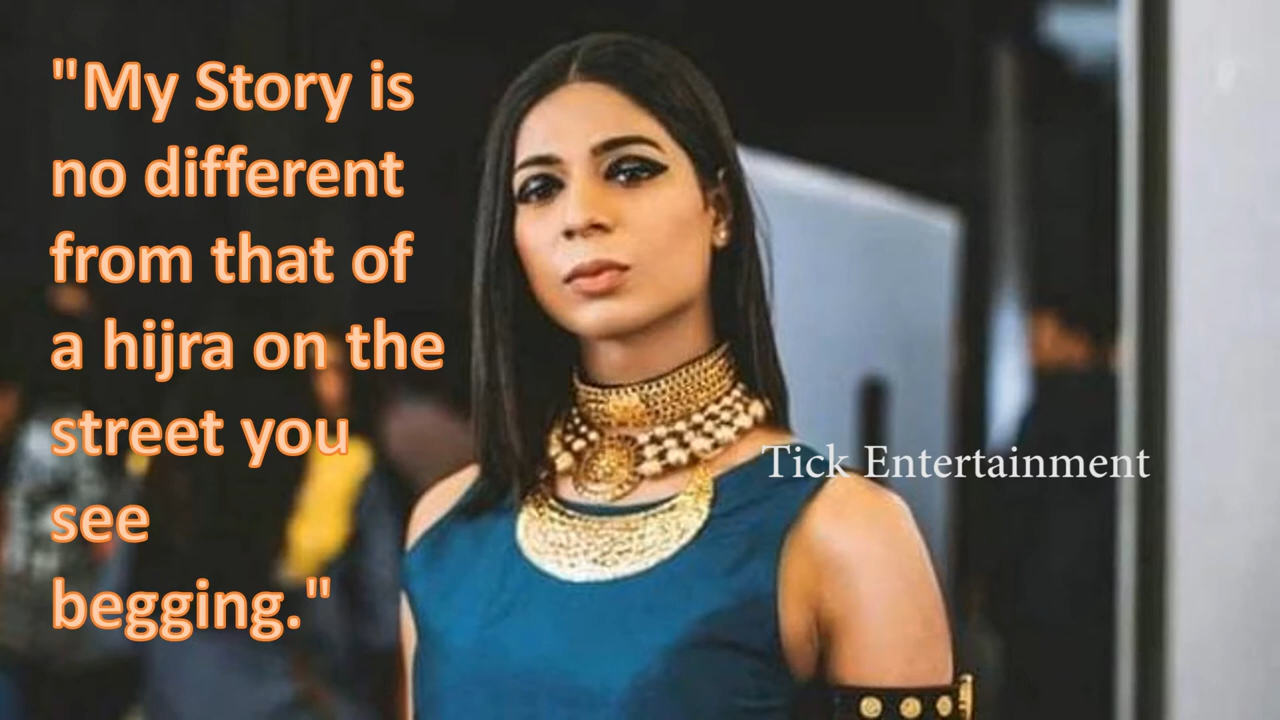 "My Story is
no different
from that of
a hijra on the
street you
see
begging."
Tick Entertainment